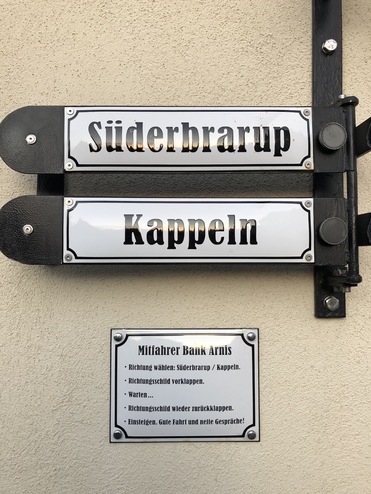 Süderbrarup
Kappeln
Mitfahrer Bank Arnis
· Richtung wählen: Süderbrarup / Kappeln.
· Richtungsschild vorklappen.
· Warten...
· Richtungsschild wieder zurückklappen.
· Einsteigen, Gute Fahrt und nette Gespräche!